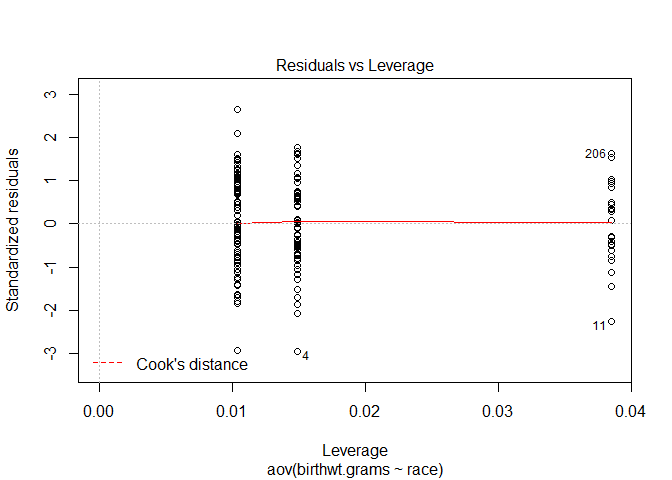 Residuals vs Leverage
Standardized residuals
3
2
1
0
-1
-2
-3
206
11
4
Cook's distance
0.00 0.01 0.02 0.03 0.04
Leverage
aov(birthwt.grams ~ race)